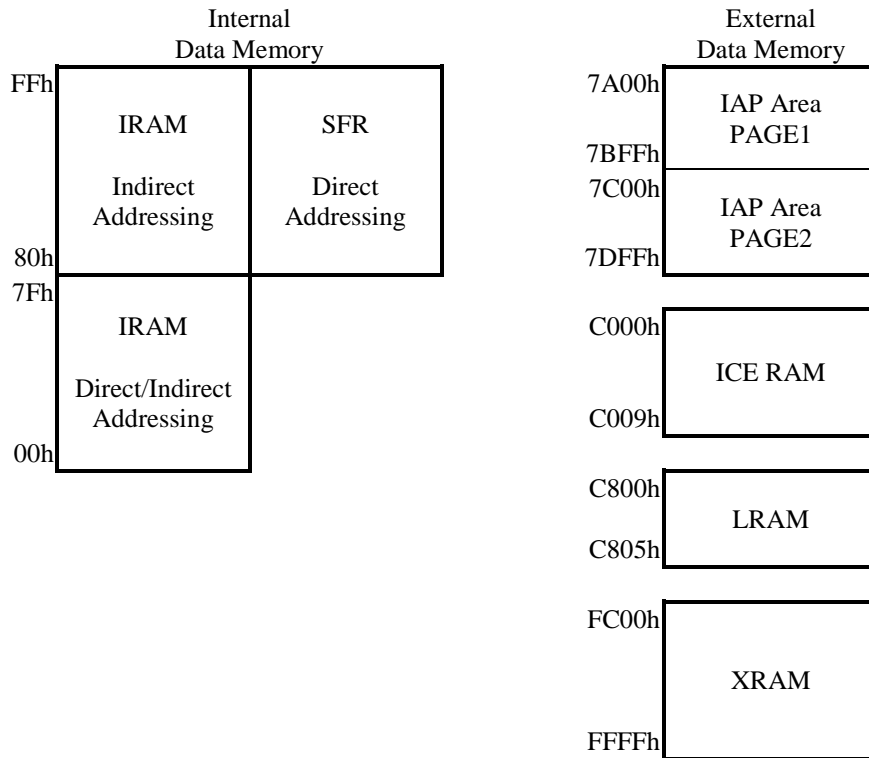 Internal
Data Memory
FFh
IRAM
Indirect
Addressing
80h
SFR
Direct
Addressing
7Fh
IRAM
Direct/Indirect
Addressing
00h
External
Data Memory
7A00h
IAP Area
PAGE1
7BFFh
7C00h
IAP Area
PAGE2
7DFFh
C000h
ICE RAM
C009h
C800h
LRAM
C805h
FC00h
XRAM
FFFFh